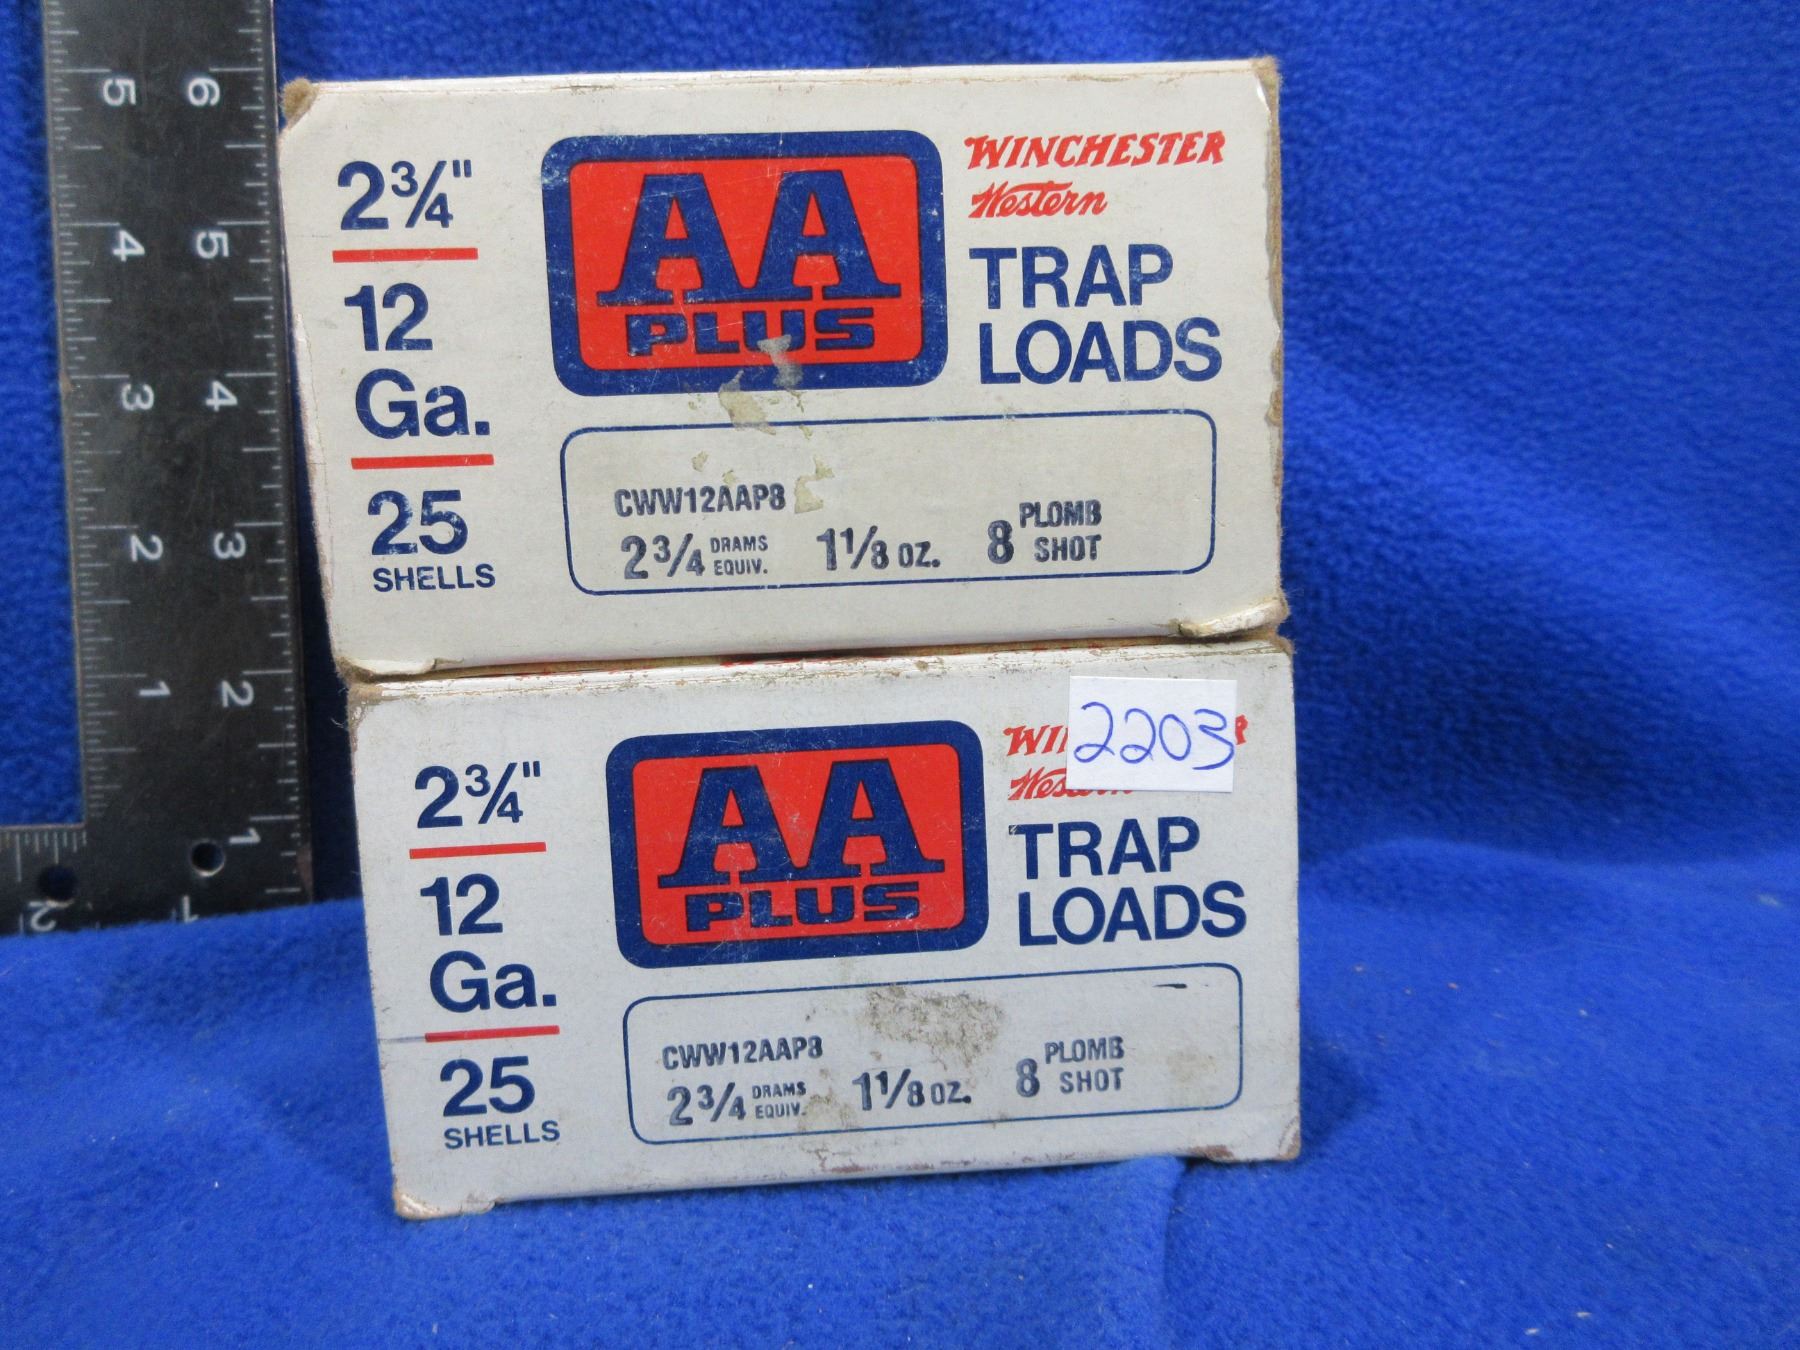 2¾"
12
Ga.
25
SHELLS
AA
PLUS
WINCHESTER
Western
TRAP
LOADS
CWW12AAP8
2¾ DRAMS EQUIV. 1⅛ OZ. 8 PLOMB SHOT
2¾"
12
Ga.
25
SHELLS
AA
PLUS
2203
TRAP
LOADS
CWW12AAP8
2¾ DRAMS EQUIV. 1⅛ OZ. 8 PLOMB SHOT
5 6
4 5
3 4
2 3
1 2
1
2 1